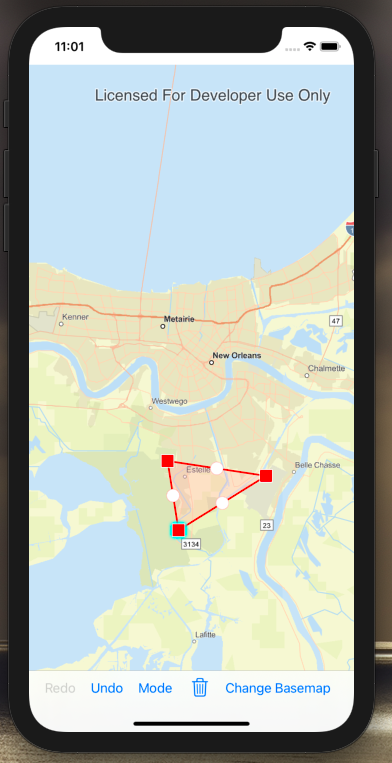 11:01
Licensed For Developer Use Only
Kenner
Metairie
47
New Orleans
Chalmette
Westwego
Estelle
Belle Chasse
23
3134
Lafitte
Redo Undo Mode Change Basemap